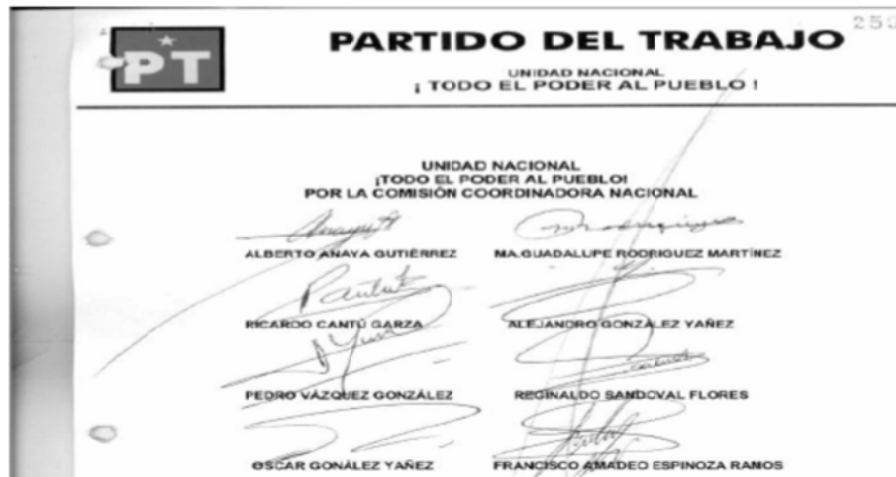 PT
PARTIDO DEL TRABAJO
UNIDAD NACIONAL
¡ TODO EL PODER AL PUEBLO !
UNIDAD NACIONAL
¡TODO EL PODER AL PUEBLO!
POR LA COMISIÓN COORDINADORA NACIONAL
ALBERTO ANAYA GUTIÉRREZ MA.GUADALUPE RODRIGUEZ MARTÍNEZ
RICARDO CANTÚ GARZA ALEJANDRO GONZÁLEZ YAÑEZ
PEDRO VÁZQUEZ GONZÁLEZ REGINALDO SANDOVAL FLORES
OSCAR GONÁLEZ YAÑEZ FRANCISCO AMADEO ESPINOZA RAMOS